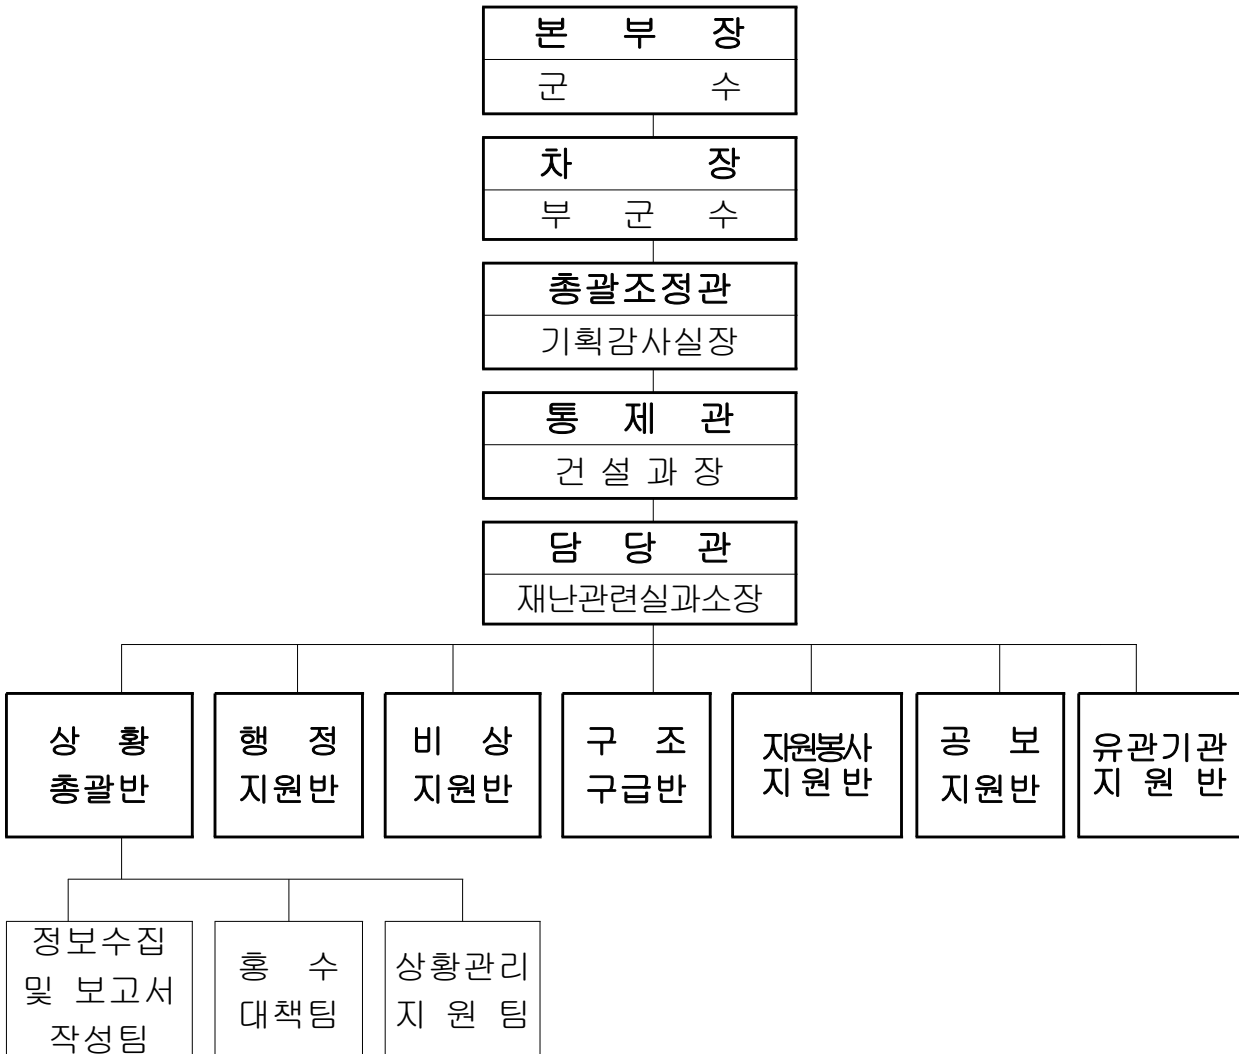 본 부 장
군 수
차 장
부 군 수
총괄조정관
기획감사실장
통 제 관
건 설 과 장
담 당 관
재난관련실과소장
상 황
총괄반
행 정
지원반
비 상
지원반
구 조
구급반
자원봉사
지 원 반
공 보
지원반
유관기관
지 원 반
정보수집
및 보고서
작성팀
홍 수
대책팀
상황관리
지 원 팀